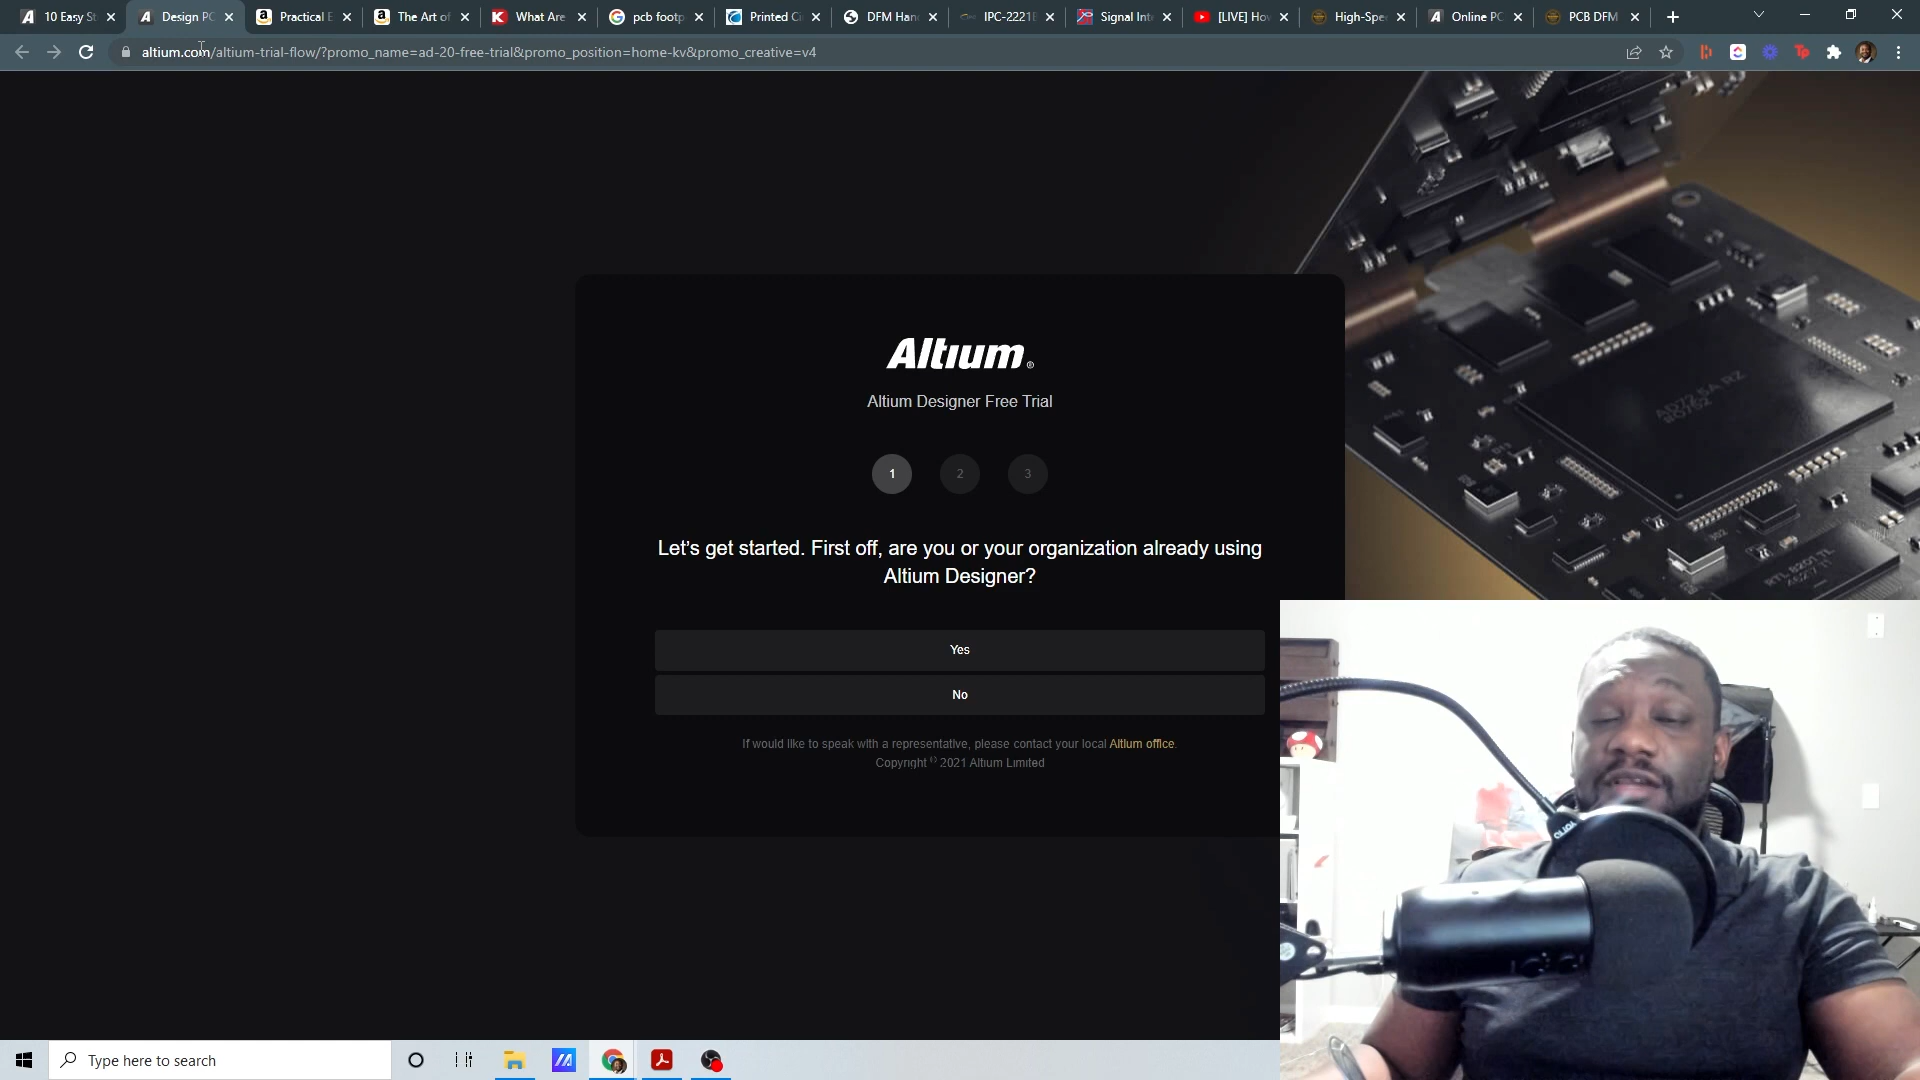 10 Easy St
Design PC
Practical E
The Art of
What Are
pcb footp
Printed Ci
DFM Han
IPC-2221B
Signal Inte
[LIVE] How
High-Spe
Online PC
PCB DFM
altium.com/altium-trial-flow/?promo_name=ad-20-free-trial&promo_position=home-kv&promo_creative=v4
Altium®
Altium Designer Free Trial
1 2 3
Let's get started. First off, are you or your organization already using
Altium Designer?
Yes
No
If would like to speak with a representative, please contact your local Altium office.
Copyright © 2021 Altium Limited
Type here to search